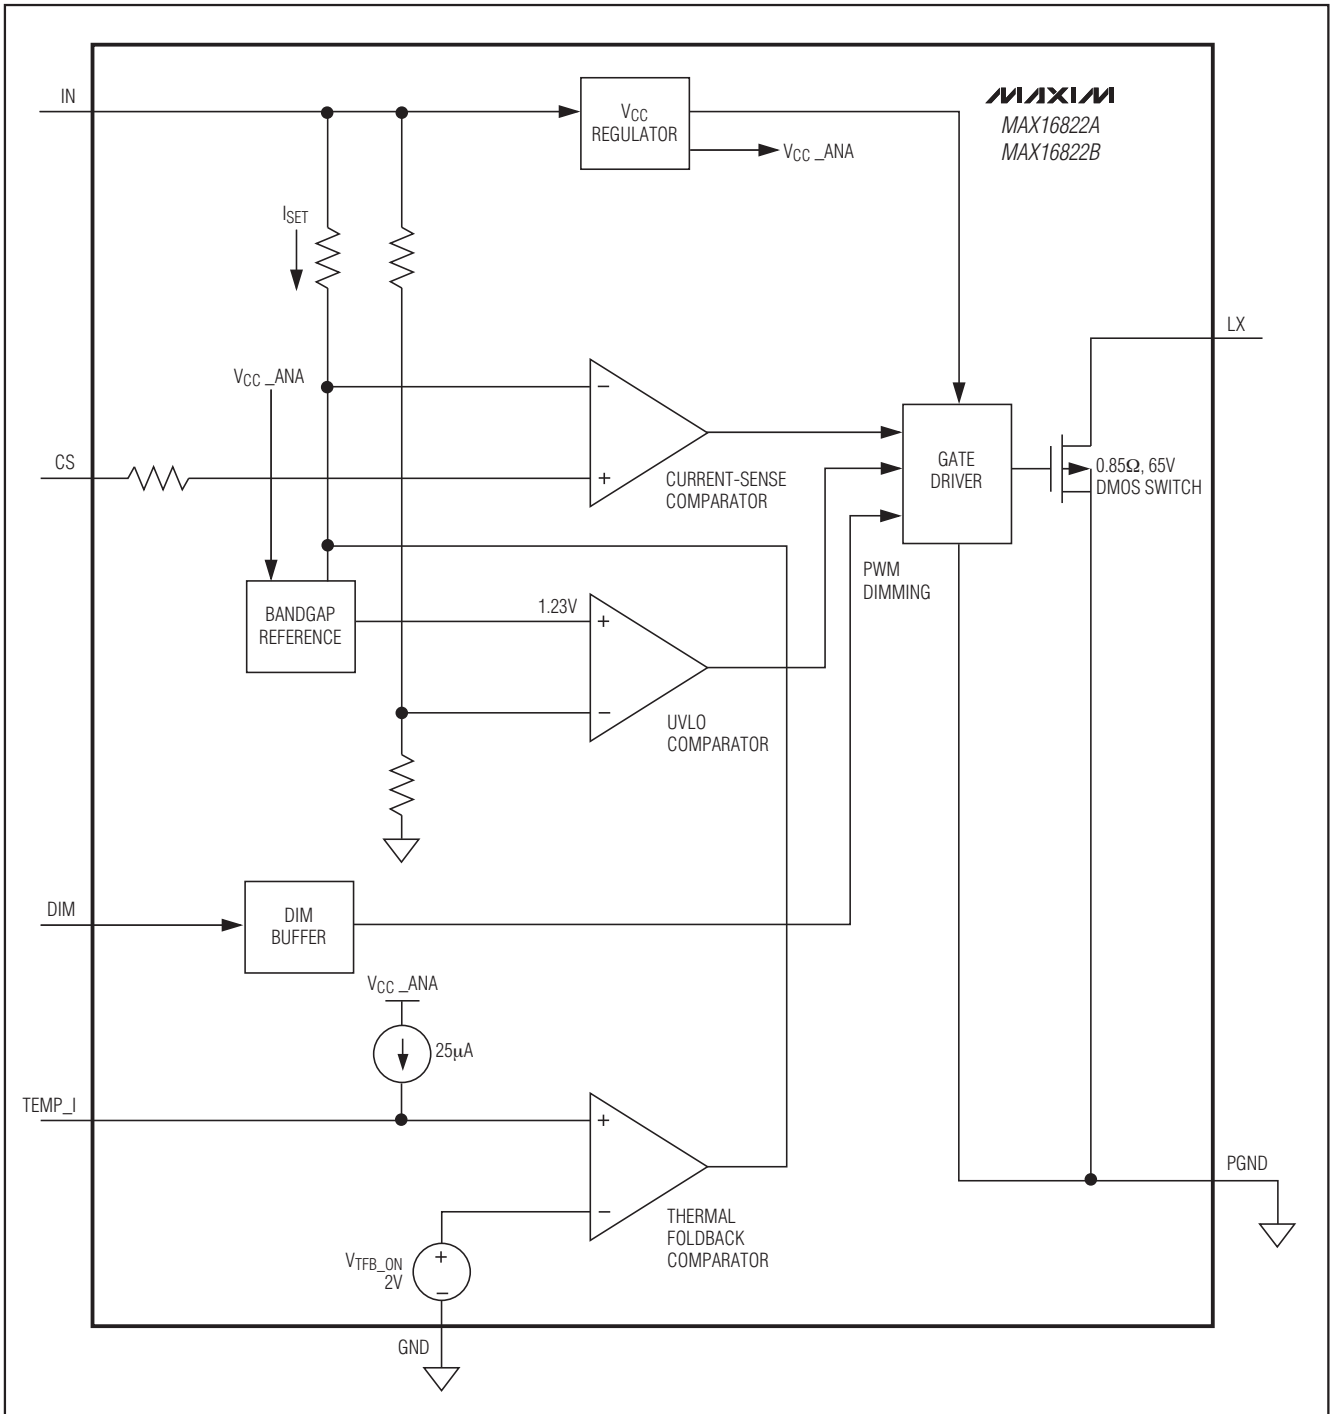 IN
VCC
REGULATOR
VCC _ANA
MAXIM
MAX16822A
MAX16822B
ISET
LX
VCC _ANA
−
CS
+
CURRENT-SENSE
COMPARATOR
GATE
DRIVER
0.85Ω, 65V
DMOS SWITCH
PWM
DIMMING
BANDGAP
REFERENCE
1.23V
+
−
UVLO
COMPARATOR
DIM
DIM
BUFFER
VCC _ANA
25μA
TEMP_I
+
−
THERMAL
FOLDBACK
COMPARATOR
PGND
VTFB_ON
2V
+
−
GND